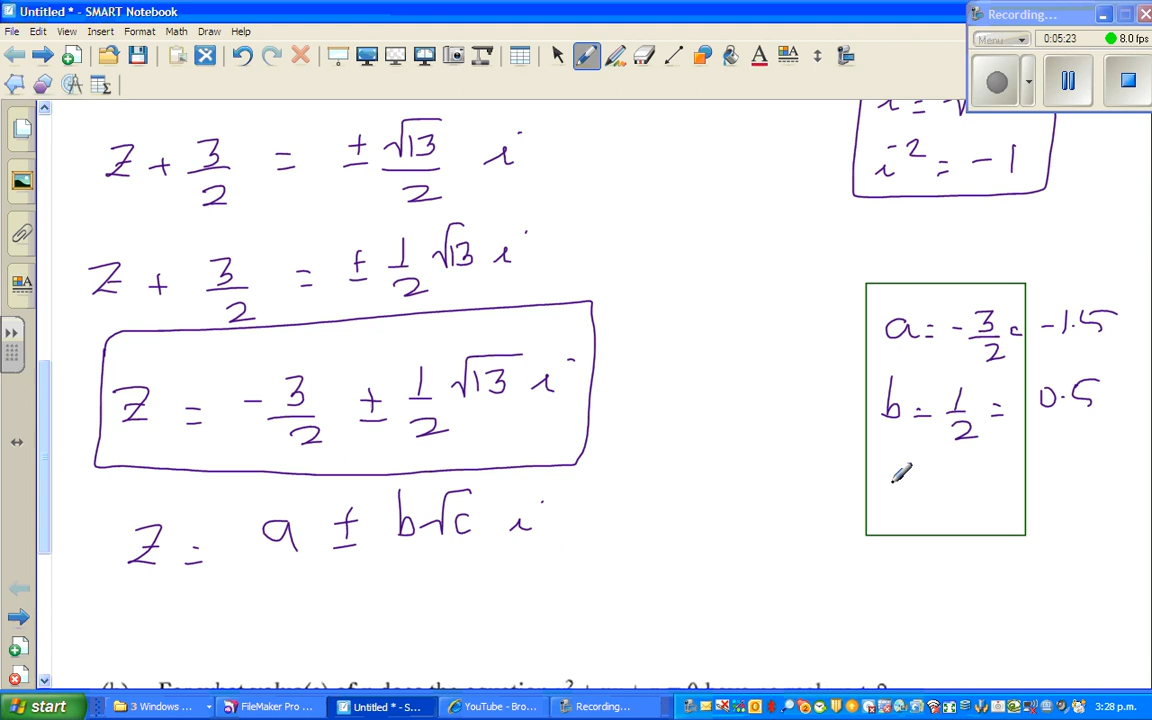 Untitled * - SMART Notebook
Recording...
File Edit View Insert Format Math Draw Help
Menu
0:05:23
8.0 fps
z + 3/2 = ± √13/2 i
i = √
i² = -1
z + 3/2 = ± 1/2 √13 i
a = -3/2 = -1.5
z = -3/2 ± 1/2 √13 i
b = 1/2 = 0.5
z = a ± b√c i
start
3 Windows ...
FileMaker Pro ...
Untitled * - S...
YouTube - Bro...
Recording...
3:28 p.m.